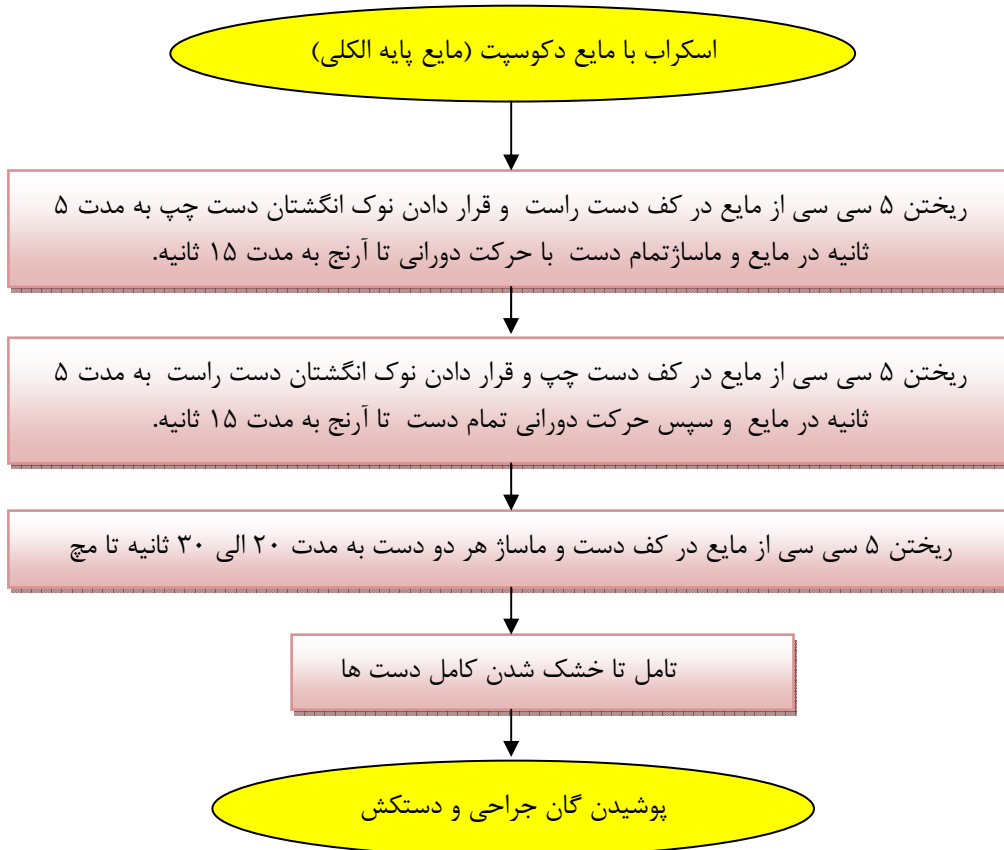 اسکراب با مایع دکوسپت (مایع پایه الکلی)
ریختن ۵ سی سی از مایع در کف دست راست و قرار دادن نوک انگشتان دست چپ به مدت ۵
ثانیه در مایع و ماساژتمام دست با حرکت دورانی تا آرنج به مدت ۱۵ ثانیه.
ریختن ۵ سی سی از مایع در کف دست چپ و قرار دادن نوک انگشتان دست راست به مدت ۵
ثانیه در مایع و سپس حرکت دورانی تمام دست تا آرنج به مدت ۱۵ ثانیه.
ریختن ۵ سی سی از مایع در کف دست و ماساژ هر دو دست به مدت ۲۰ الی ۳۰ ثانیه تا مچ
تامل تا خشک شدن کامل دست ها
پوشیدن گان جراحی و دستکش